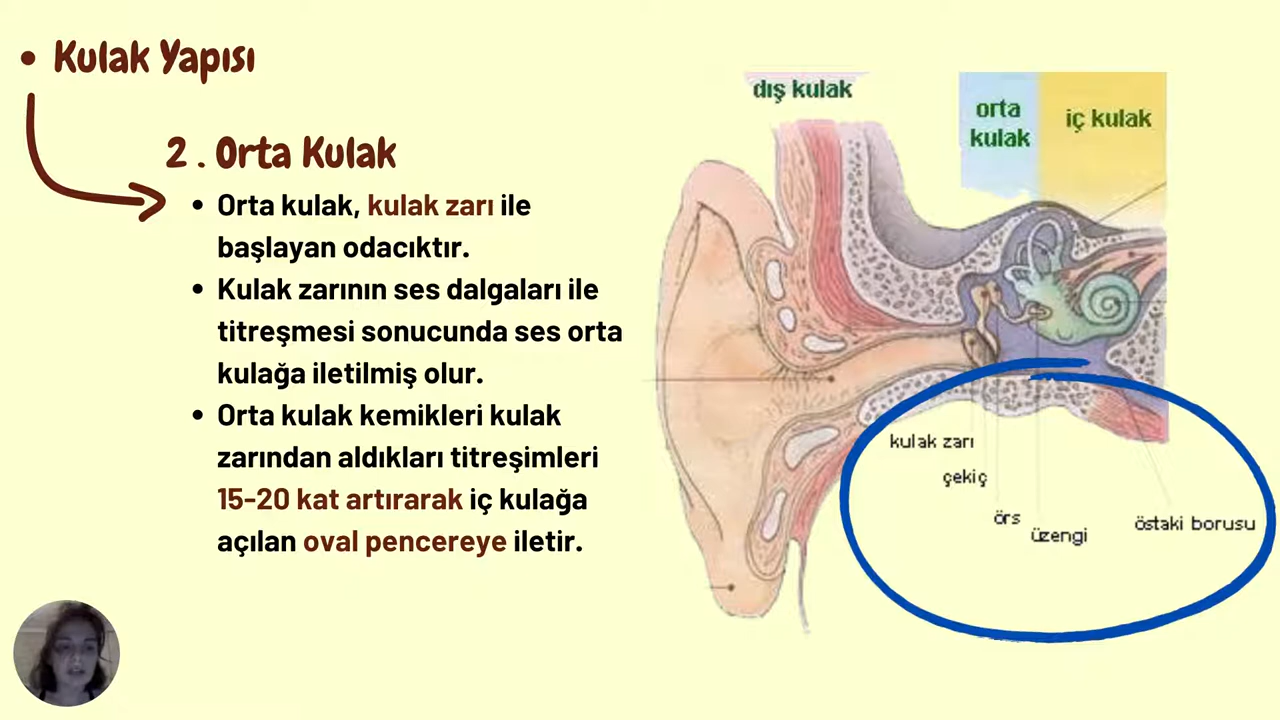 • Kulak Yapısı
2 . Orta Kulak
• Orta kulak, kulak zarı ile
başlayan odacıktır.
• Kulak zarının ses dalgaları ile
titreşmesi sonucunda ses orta
kulağa iletilmiş olur.
• Orta kulak kemikleri kulak
zarından aldıkları titreşimleri
15-20 kat artırarak iç kulağa
açılan oval pencereye iletir.
dış kulak
orta
kulak
iç kulak
kulak zarı
çekiç
örs
üzengi
östaki borusu